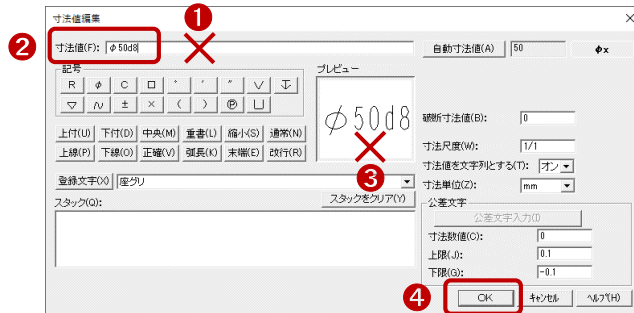 寸法値編集
1
2
寸法値(F): φ50d8
自動寸法値(A) 50 φx
記号
R φ C □ ° ′ ″ ∨
▽ ± × ( ) Ⓟ
プレビュー
φ50d8
3
上付(U) 下付(D) 中央(M) 重書(L) 縮小(S) 通常(N)
上線(P) 下線(O) 正確(V) 弧長(K) 末端(E) 改行(R)
登録文字(X) 座グリ
スタック(Q): スタックをクリア(Y)
破断寸法値(B): 0
寸法尺度(W): 1/1
寸法値を文字列とする(T): オン
寸法単位(Z): mm
公差文字
公差文字入力(I)
寸法数値(C): 0
上限(J): 0.1
下限(G): -0.1
4
OK キャンセル ヘルプ(H)